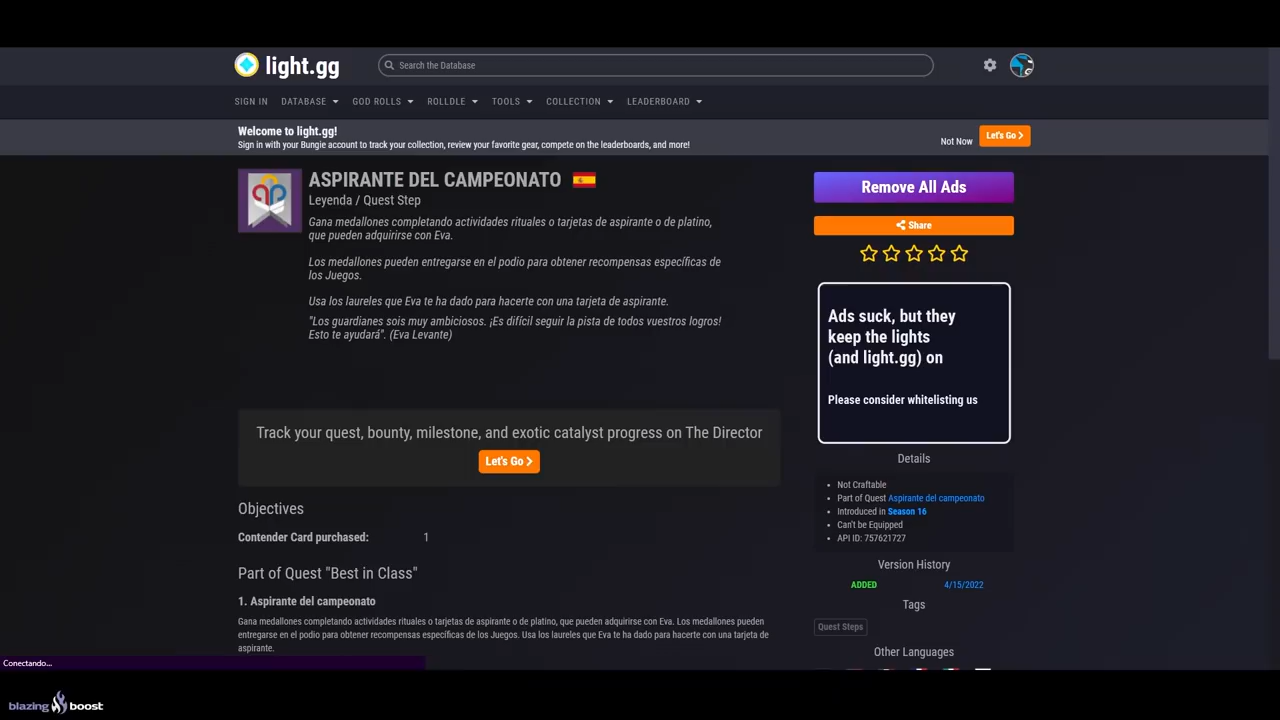 light.gg
Search the Database
SIGN IN DATABASE GOD ROLLS ROLLDLE TOOLS COLLECTION LEADERBOARD
Welcome to light.gg!
Sign in with your Bungie account to track your collection, review your favorite gear, compete on the leaderboards, and more!
Not Now
Let's Go
ASPIRANTE DEL CAMPEONATO
Leyenda / Quest Step
Gana medallones completando actividades rituales o tarjetas de aspirante o de platino,
que pueden adquirirse con Eva.
Los medallones pueden entregarse en el podio para obtener recompensas específicas de
los Juegos.
Usa los laureles que Eva te ha dado para hacerte con una tarjeta de aspirante.
"Los guardianes sois muy ambiciosos. ¡Es difícil seguir la pista de todos vuestros logros!
Esto te ayudará". (Eva Levante)
Track your quest, bounty, milestone, and exotic catalyst progress on The Director
Let's Go
Objectives
Contender Card purchased: 1
Part of Quest "Best in Class"
1. Aspirante del campeonato
Gana medallones completando actividades rituales o tarjetas de aspirante o de platino, que pueden adquirirse con Eva. Los medallones pueden
entregarse en el podio para obtener recompensas específicas de los Juegos. Usa los laureles que Eva te ha dado para hacerte con una tarjeta de
aspirante.
Remove All Ads
Share
Ads suck, but they
keep the lights
(and light.gg) on
Please consider whitelisting us
Details
Not Craftable
Part of Quest Aspirante del campeonato
Introduced in Season 16
Can't be Equipped
API ID: 757621727
Version History
ADDED 4/15/2022
Tags
Quest Steps
Other Languages
Conectando...
blazing boost